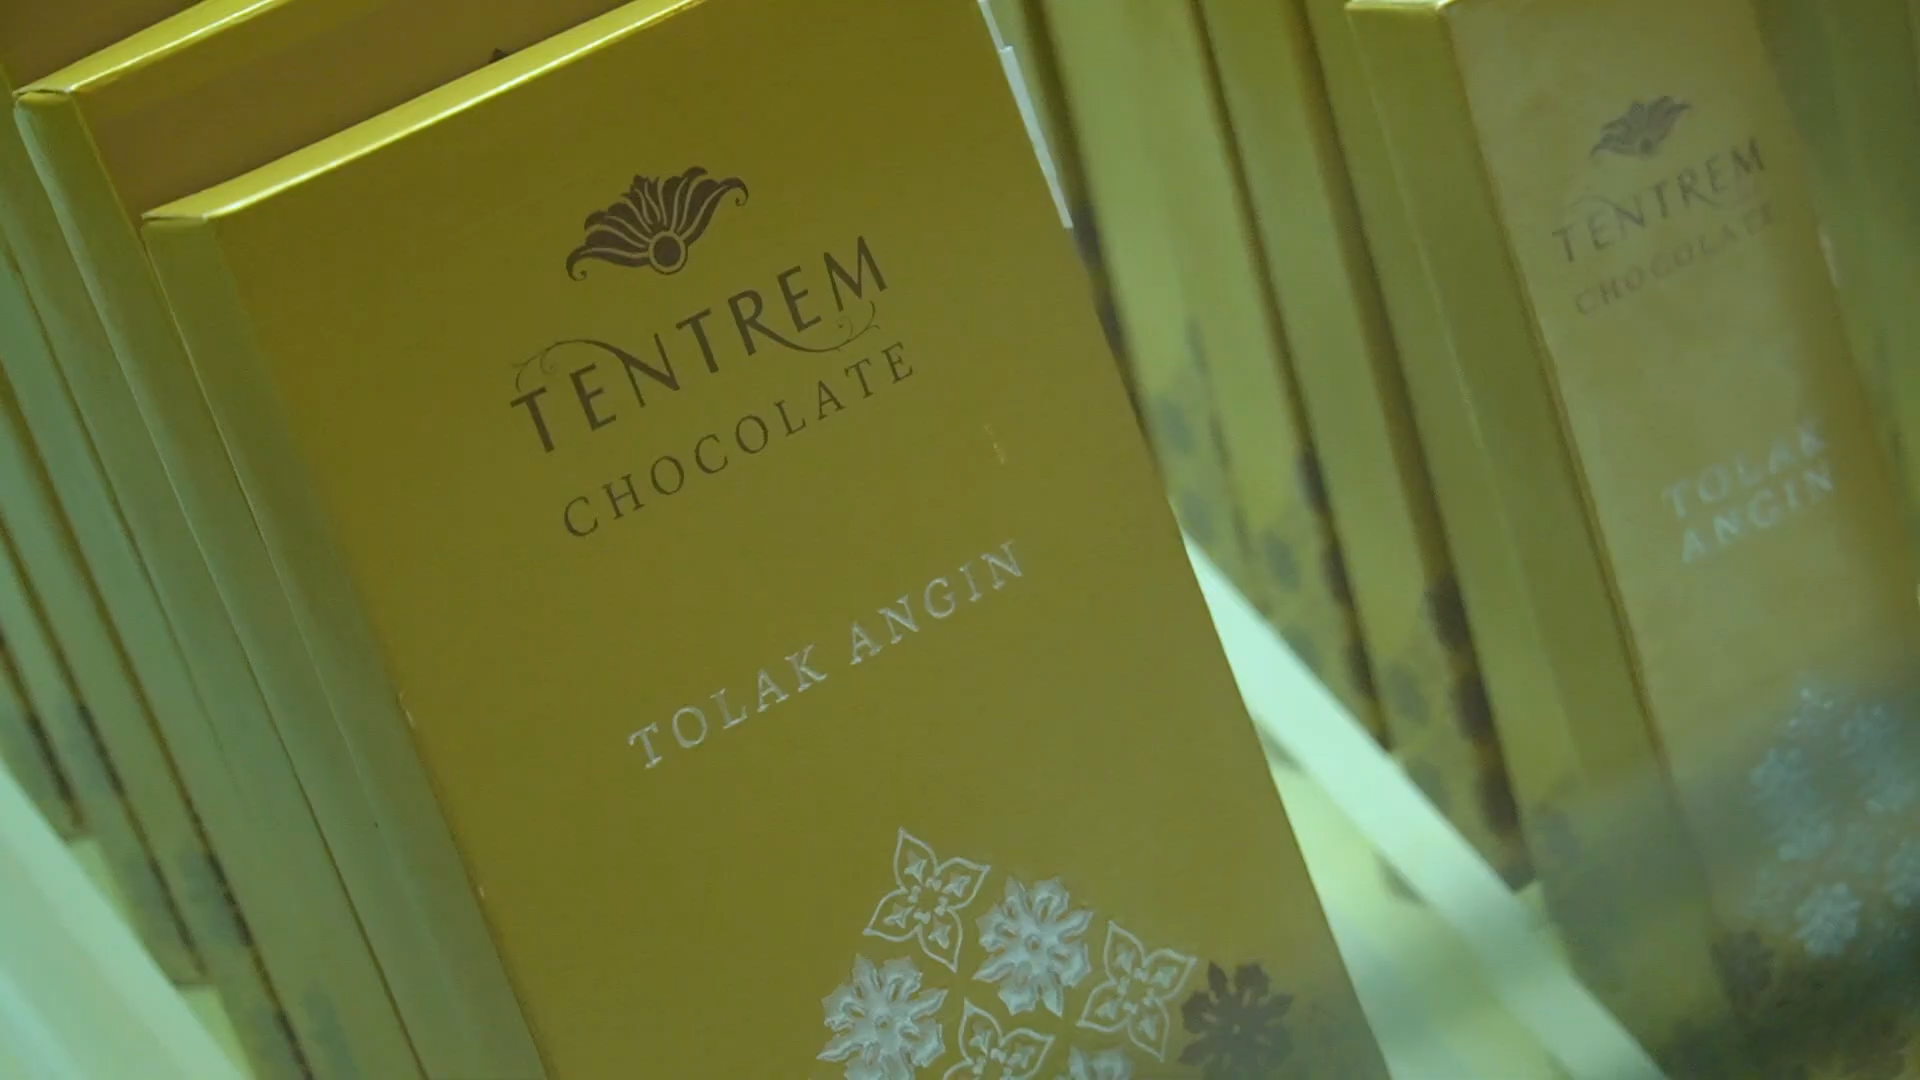 TENTREM
CHOCOLATE
TOLAK ANGIN
TENTREM
CHOCOLATE
TOLAK
ANGIN